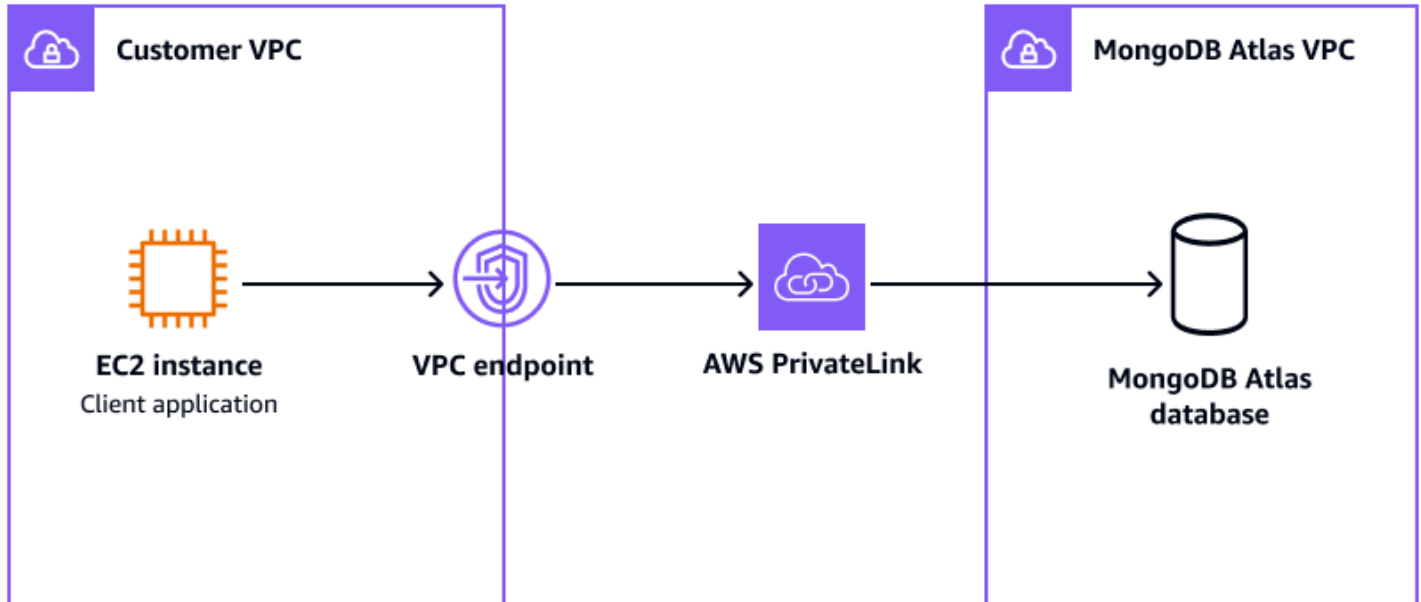 Customer VPC
MongoDB Atlas VPC
EC2 instance
Client application
VPC endpoint
AWS PrivateLink
MongoDB Atlas
database